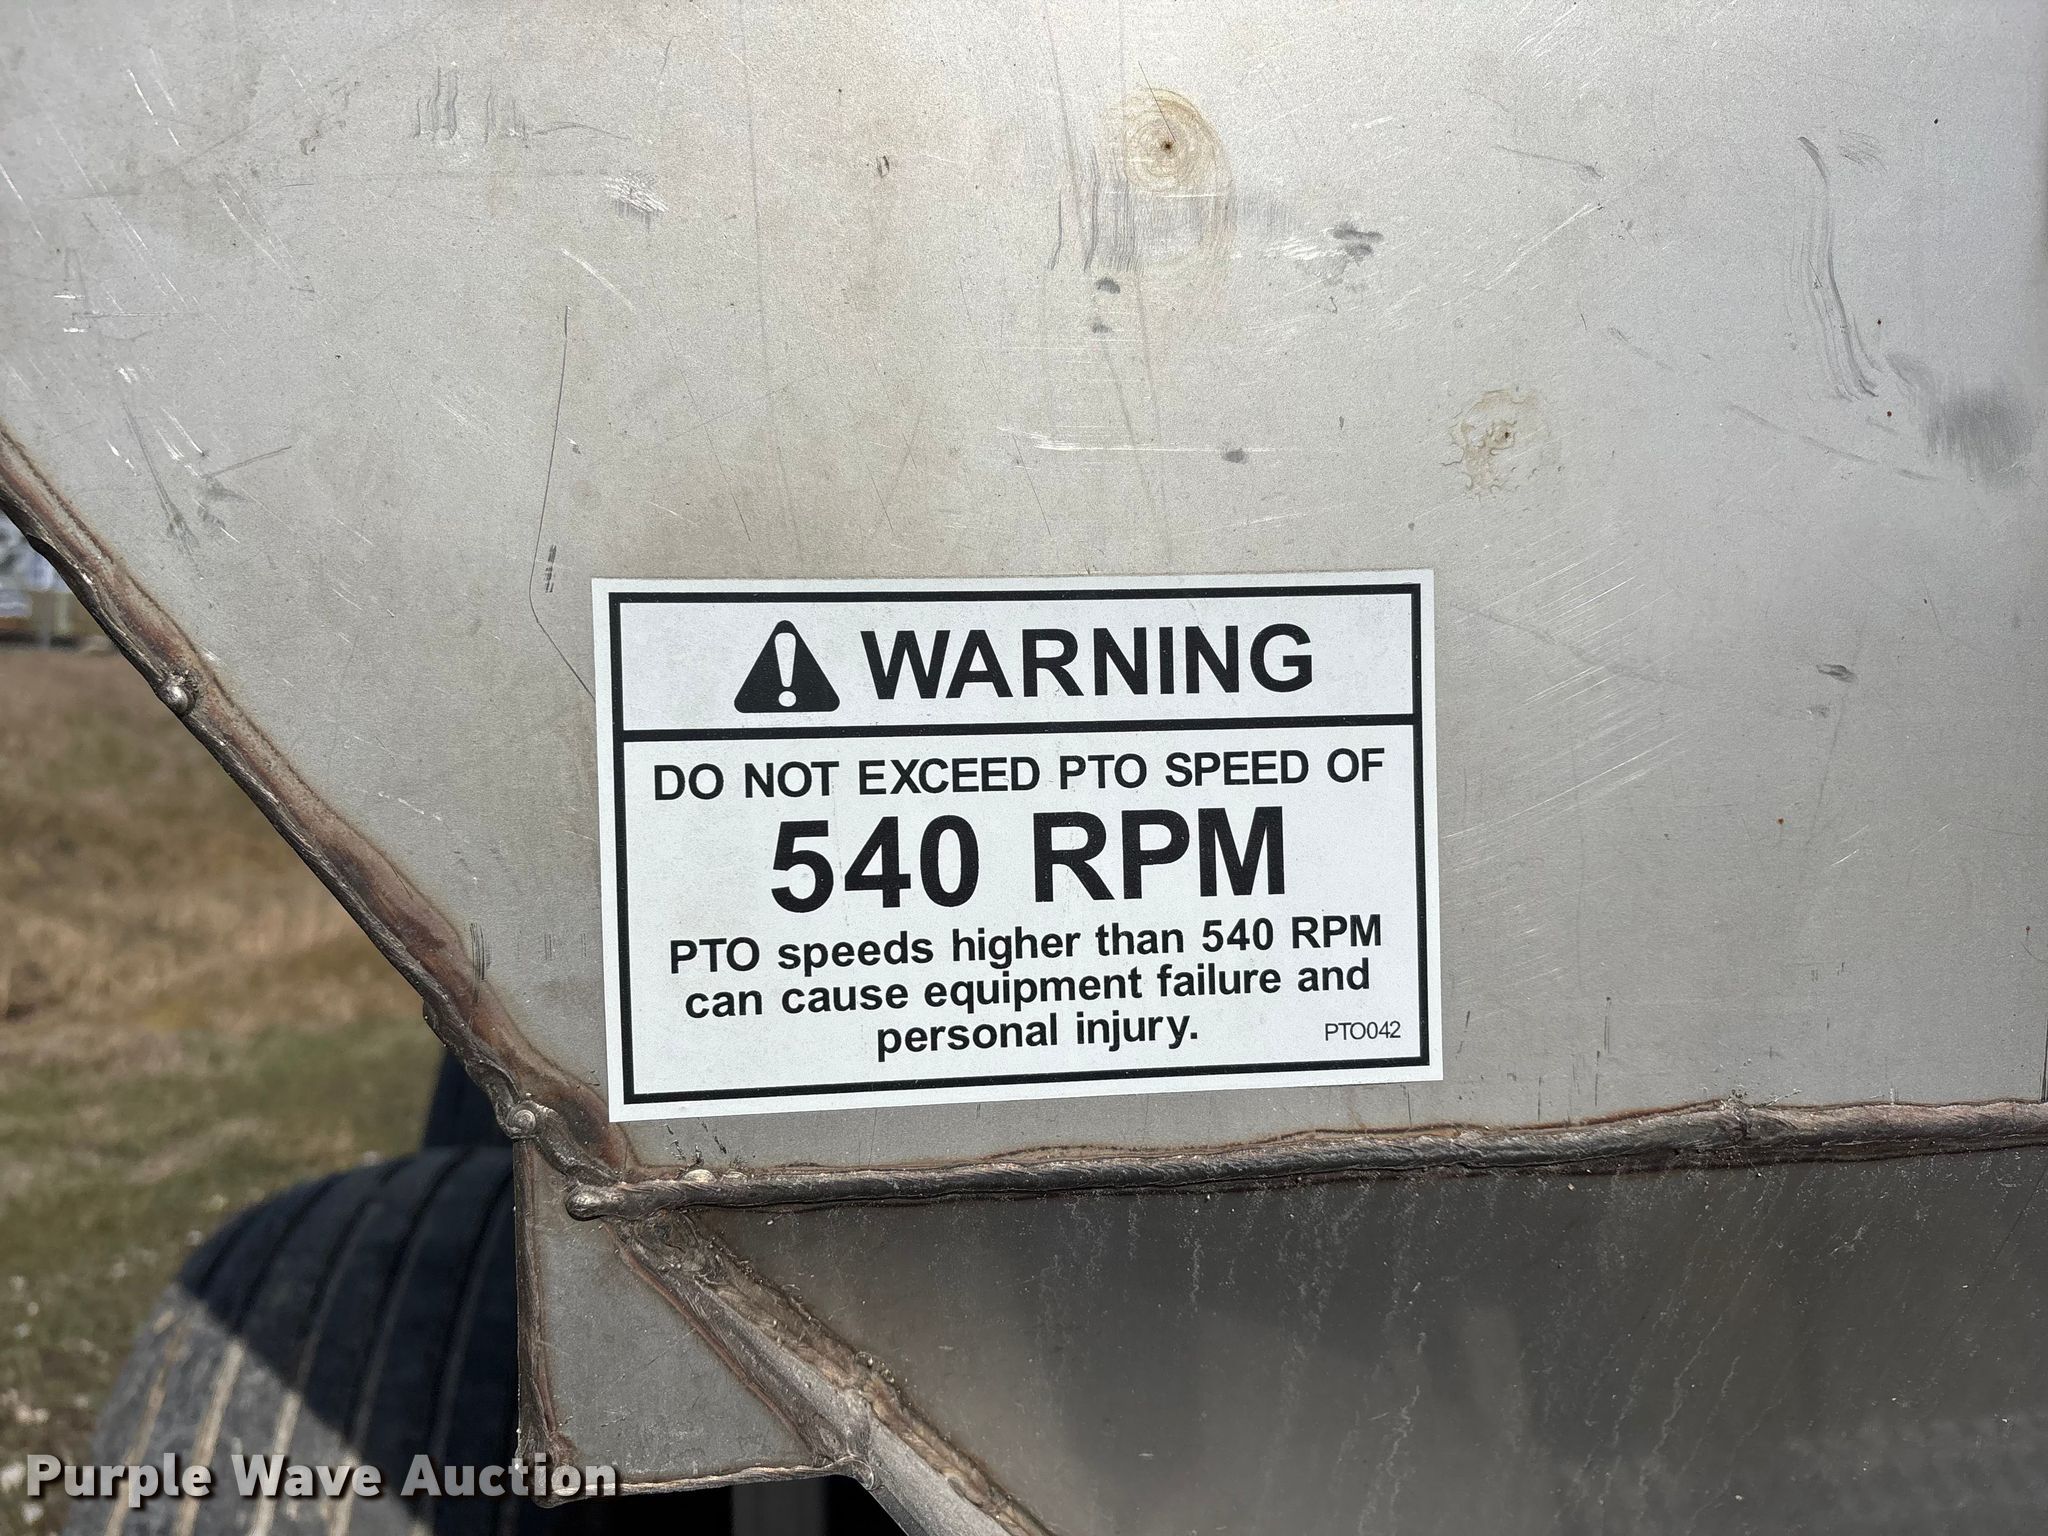 WARNING
DO NOT EXCEED PTO SPEED OF
540 RPM
PTO speeds higher than 540 RPM
can cause equipment failure and
personal injury.
PTO042
Purple Wave Auction